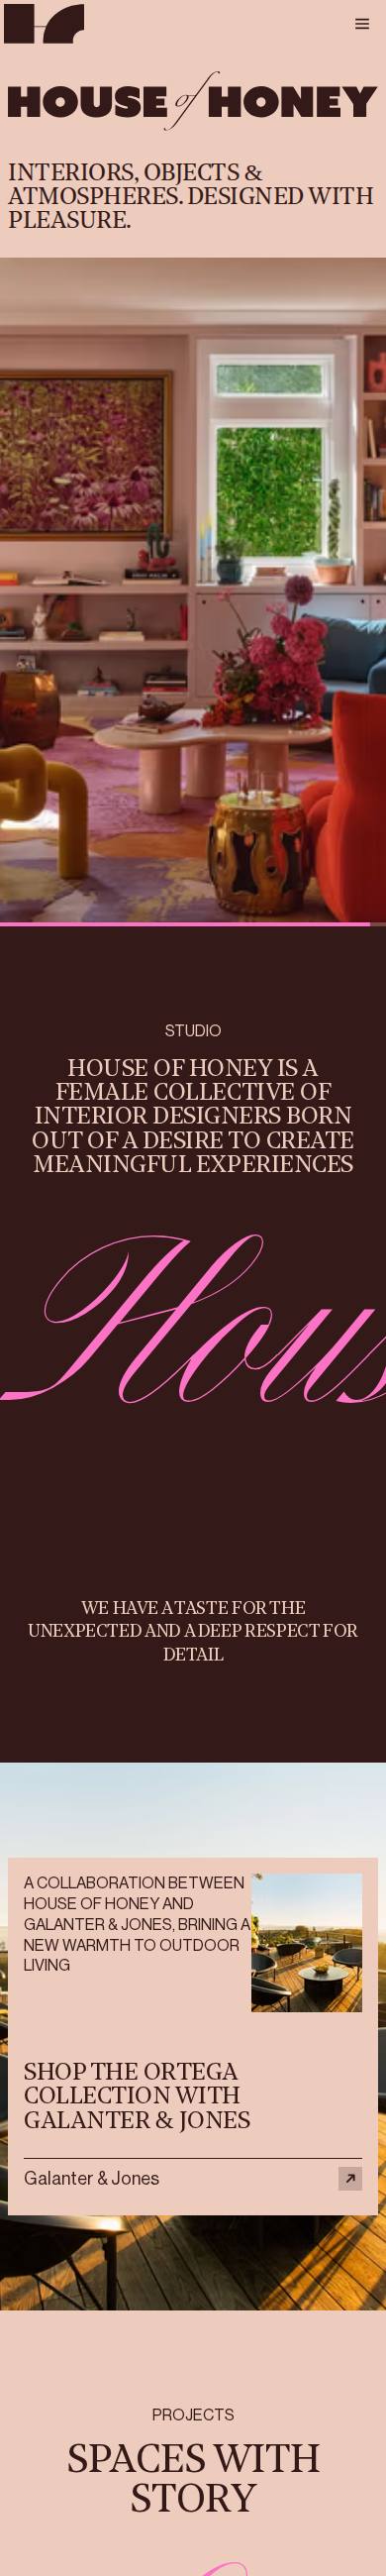 HOUSE of HONEY
INTERIORS, OBJECTS &
ATMOSPHERES. DESIGNED WITH
PLEASURE.
STUDIO
HOUSE OF HONEY IS A
FEMALE COLLECTIVE OF
INTERIOR DESIGNERS BORN
OUT OF A DESIRE TO CREATE
MEANINGFUL EXPERIENCES
Hous
WE HAVE A TASTE FOR THE
UNEXPECTED AND A DEEP RESPECT FOR
DETAIL
A COLLABORATION BETWEEN
HOUSE OF HONEY AND
GALANTER & JONES, BRINING A
NEW WARMTH TO OUTDOOR
LIVING
SHOP THE ORTEGA
COLLECTION WITH
GALANTER & JONES
Galanter & Jones
PROJECTS
SPACES WITH
STORY